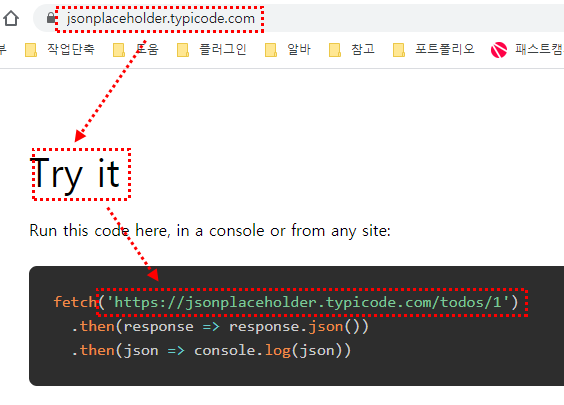 jsonplaceholder.typicode.com
부 작업단축 도움 플러그인 알바 참고 포트폴리오 패스트캠
Try it
Run this code here, in a console or from any site:
fetch('https://jsonplaceholder.typicode.com/todos/1')
.then(response => response.json())
.then(json => console.log(json))